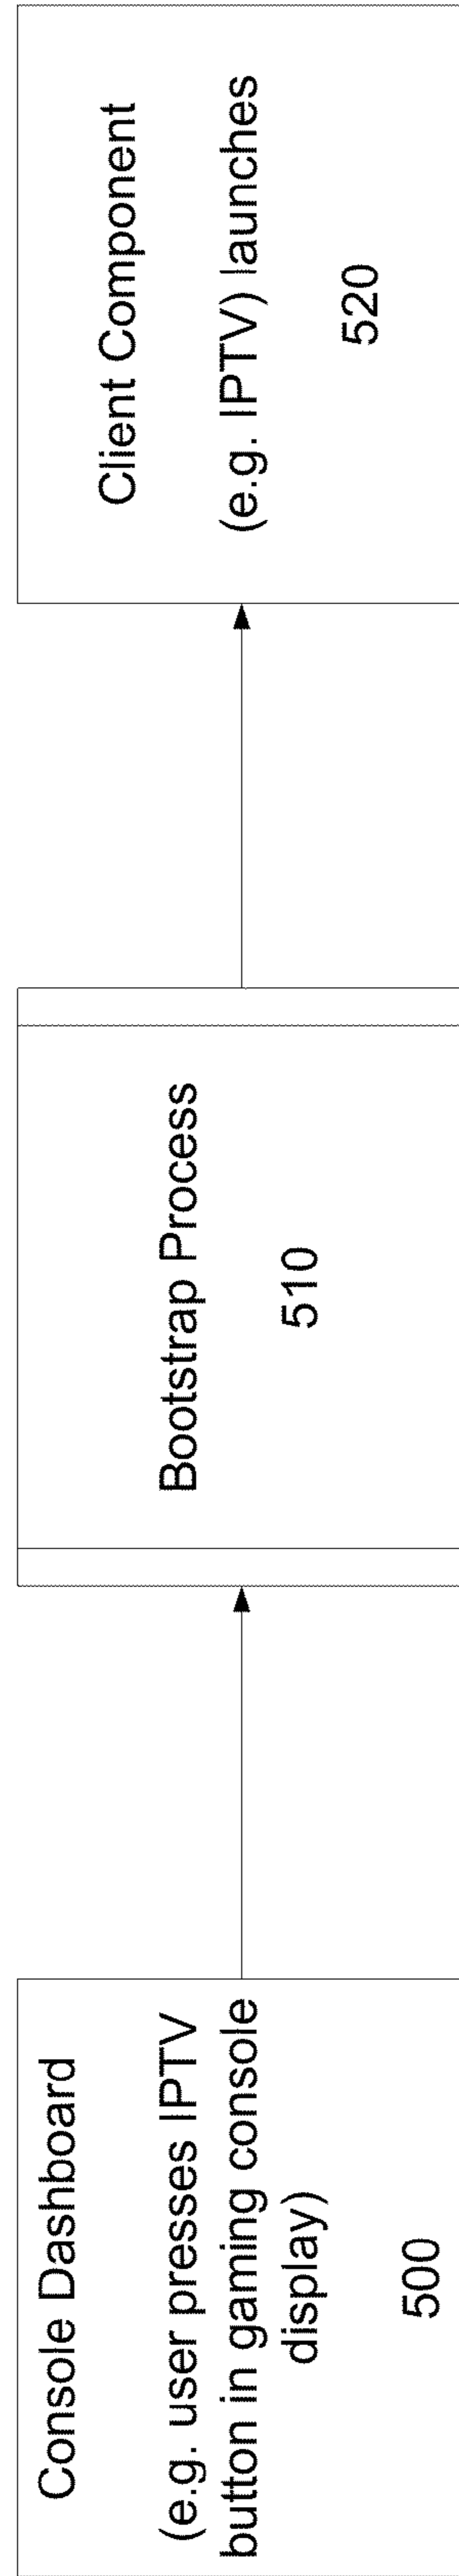 Console Dashboard
(e.g. user presses IPTV
button in gaming console
display)
500
Bootstrap Process
510
Client Component
(e.g. IPTV) launches
520